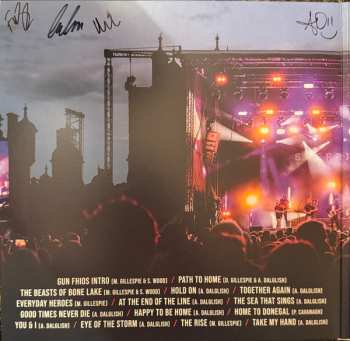 GUN FHIOS INTRO (M. GILLESPIE & S. WOOD) / PATH TO HOME (D. GILLESPIE & A. DALGLISH)
THE BEASTS OF BONE LAKE (M. GILLESPIE & S. WOOD) / HOLD ON (A. DALGLISH) / TOGETHER AGAIN (A. DALGLISH)
EVERYDAY HEROES (M. GILLESPIE) / AT THE END OF THE LINE (A. DALGLISH) / THE SEA THAT SINGS (A. DALGLISH)
GOOD TIMES NEVER DIE (A. DALGLISH) / HAPPY TO BE HOME (A. DALGLISH) / HOME TO DONEGAL (P. CAVANAGH)
YOU & I (A. DALGLISH) / EYE OF THE STORM (A. DALGLISH) / THE RISE (M. GILLESPIE) / TAKE MY HAND (A. DALGLISH)